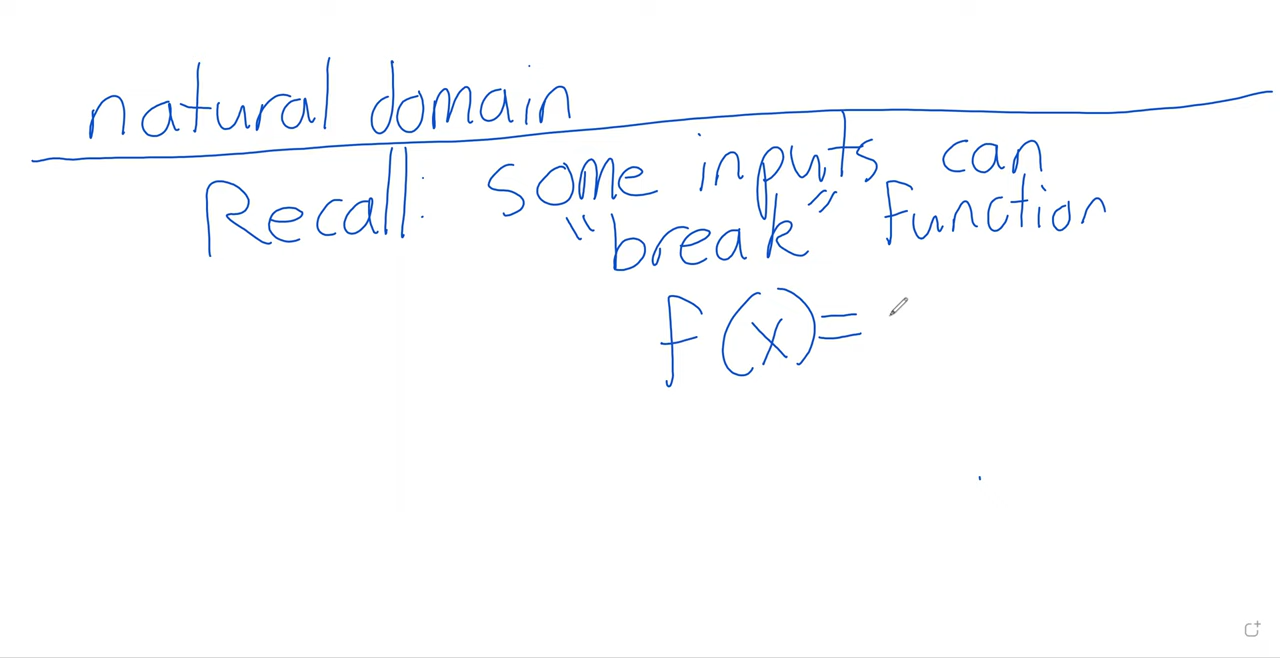 natural domain
Recall: some inputs can
"break" function
f(x)=